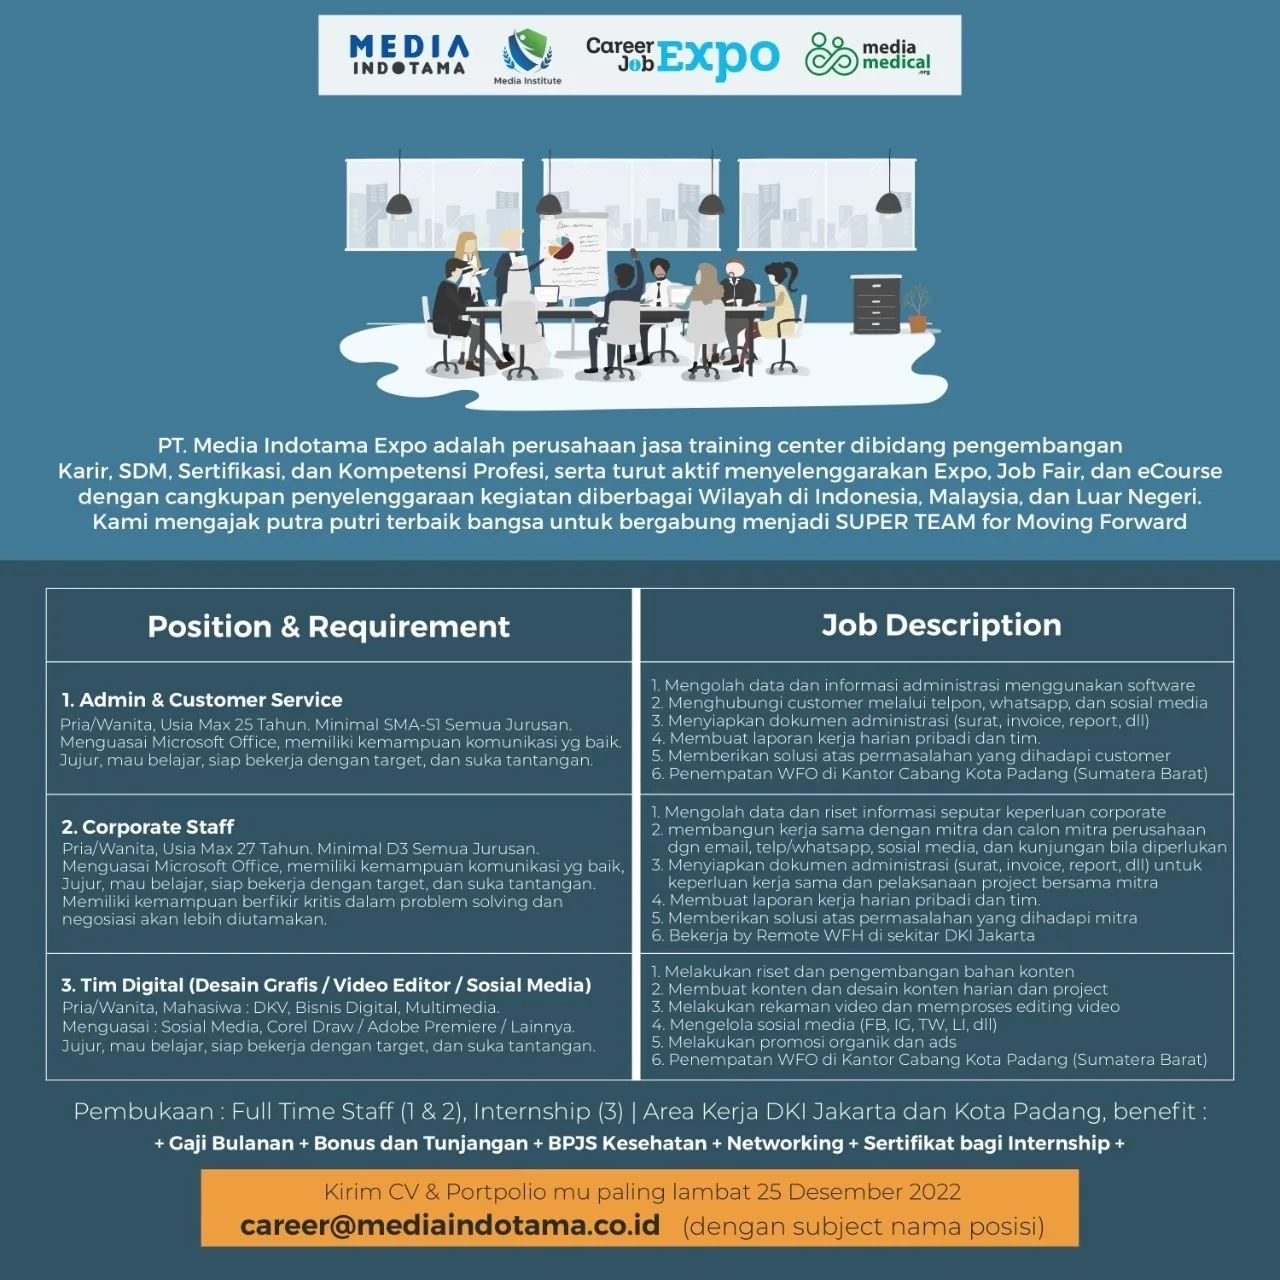 MEDIA
INDOTAMA
Media Institute
Career
Job Expo
media
medical
.org
PT. Media Indotama Expo adalah perusahaan jasa training center dibidang pengembangan
Karir, SDM, Sertifikasi, dan Kompetensi Profesi, serta turut aktif menyelenggarakan Expo, Job Fair, dan eCourse
dengan cangkupan penyelenggaraan kegiatan diberbagai Wilayah di Indonesia, Malaysia, dan Luar Negeri.
Kami mengajak putra putri terbaik bangsa untuk bergabung menjadi SUPER TEAM for Moving Forward
Position & Requirement
Job Description
1. Admin & Customer Service
Pria/Wanita, Usia Max 25 Tahun. Minimal SMA-S1 Semua Jurusan.
Menguasai Microsoft Office, memiliki kemampuan komunikasi yg baik.
Jujur, mau belajar, siap bekerja dengan target, dan suka tantangan.
1. Mengolah data dan informasi administrasi menggunakan software
2. Menghubungi customer melalui telpon, whatsapp, dan sosial media
3. Menyiapkan dokumen administrasi (surat, invoice, report, dll)
4. Membuat laporan kerja harian pribadi dan tim.
5. Memberikan solusi atas permasalahan yang dihadapi customer
6. Penempatan WFO di Kantor Cabang Kota Padang (Sumatera Barat)
2. Corporate Staff
Pria/Wanita, Usia Max 27 Tahun. Minimal D3 Semua Jurusan.
Menguasai Microsoft Office, memiliki kemampuan komunikasi yg baik,
Jujur, mau belajar, siap bekerja dengan target, dan suka tantangan.
Memiliki kemampuan berfikir kritis dalam problem solving dan
negosiasi akan lebih diutamakan.
1. Mengolah data dan riset informasi seputar keperluan corporate
2. membangun kerja sama dengan mitra dan calon mitra perusahaan
dgn email, telp/whatsapp, sosial media, dan kunjungan bila diperlukan
3. Menyiapkan dokumen administrasi (surat, invoice, report, dll) untuk
keperluan kerja sama dan pelaksanaan project bersama mitra
4. Membuat laporan kerja harian pribadi dan tim.
5. Memberikan solusi atas permasalahan yang dihadapi mitra
6. Bekerja by Remote WFH di sekitar DKI Jakarta
3. Tim Digital (Desain Grafis / Video Editor / Sosial Media)
Pria/Wanita, Mahasiwa : DKV, Bisnis Digital, Multimedia.
Menguasai : Sosial Media, Corel Draw / Adobe Premiere / Lainnya.
Jujur, mau belajar, siap bekerja dengan target, dan suka tantangan.
1. Melakukan riset dan pengembangan bahan konten
2. Membuat konten dan desain konten harian dan project
3. Melakukan rekaman video dan memproses editing video
4. Mengelola sosial media (FB, IG, TW, LI, dll)
5. Melakukan promosi organik dan ads
6. Penempatan WFO di Kantor Cabang Kota Padang (Sumatera Barat)
Pembukaan : Full Time Staff (1 & 2), Internship (3) | Area Kerja DKI Jakarta dan Kota Padang, benefit :
+ Gaji Bulanan + Bonus dan Tunjangan + BPJS Kesehatan + Networking + Sertifikat bagi Internship +
Kirim CV & Portpolio mu paling lambat 25 Desember 2022
career@mediaindotama.co.id (dengan subject nama posisi)